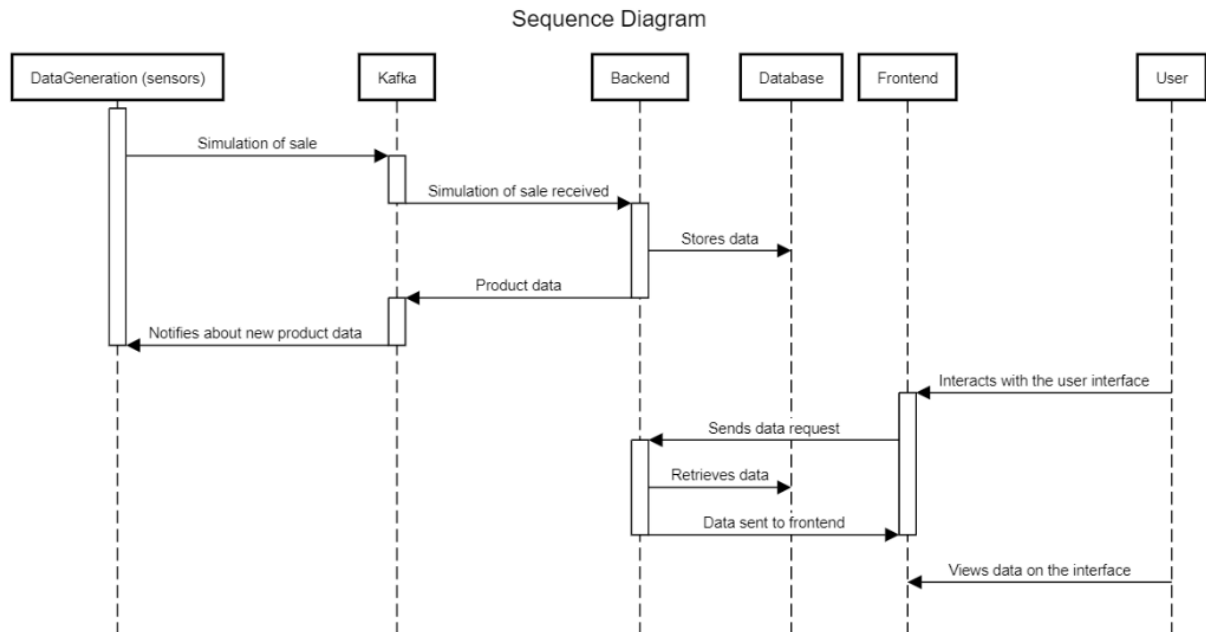 Sequence Diagram
DataGeneration (sensors)
Kafka
Backend
Database
Frontend
User
Simulation of sale
Simulation of sale received
Stores data
Product data
Notifies about new product data
Interacts with the user interface
Sends data request
Retrieves data
Data sent to frontend
Views data on the interface